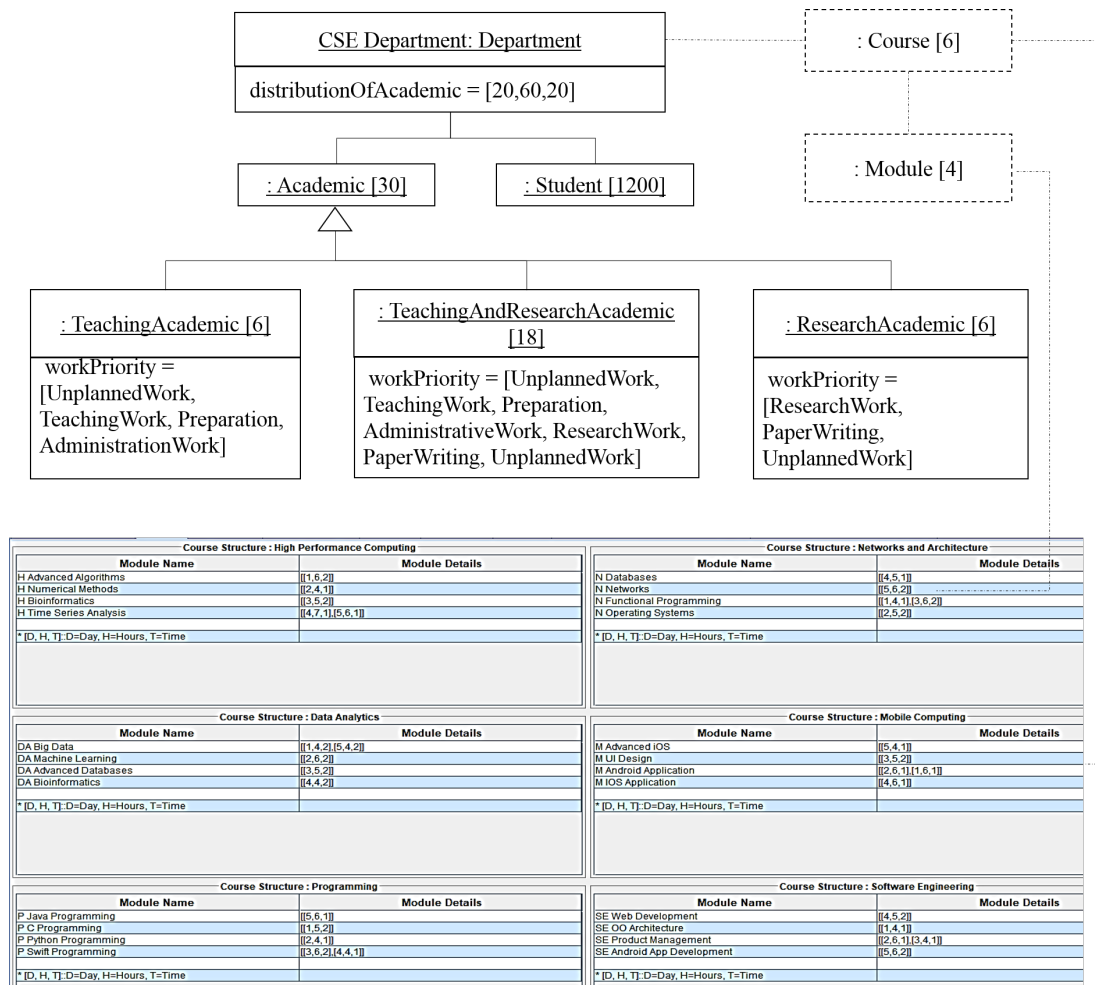 CSE Department: Department
distributionOfAcademic = [20,60,20]
: Course [6]
: Module [4]
: Academic [30]
: Student [1200]
: TeachingAcademic [6]
workPriority =
[UnplannedWork,
TeachingWork, Preparation,
AdministrationWork]
: TeachingAndResearchAcademic
[18]
workPriority = [UnplannedWork,
TeachingWork, Preparation,
AdministrativeWork, ResearchWork,
PaperWriting, UnplannedWork]
: ResearchAcademic [6]
workPriority =
[ResearchWork,
PaperWriting,
UnplannedWork]
Course Structure : High Performance Computing
Module Name Module Details
H Advanced Algorithms [[1,6,2]]
H Numerical Methods [[2,4,1]]
H Bioinformatics [[3,5,2]]
H Time Series Analysis [[4,7,1],[5,6,1]]
* [D, H, T]::D=Day, H=Hours, T=Time
Course Structure : Networks and Architecture
Module Name Module Details
N Databases [[4,5,1]]
N Networks [[5,6,2]]
N Functional Programming [[1,4,1],[3,6,2]]
N Operating Systems [[2,5,2]]
* [D, H, T]::D=Day, H=Hours, T=Time
Course Structure : Data Analytics
Module Name Module Details
DA Big Data [[1,4,2],[5,4,2]]
DA Machine Learning [[2,6,2]]
DA Advanced Databases [[3,5,2]]
DA Bioinformatics [[4,4,2]]
* [D, H, T]::D=Day, H=Hours, T=Time
Course Structure : Mobile Computing
Module Name Module Details
M Advanced iOS [[5,4,1]]
M UI Design [[3,5,2]]
M Android Application [[2,6,1],[1,6,1]]
M IOS Application [[4,6,1]]
* [D, H, T]::D=Day, H=Hours, T=Time
Course Structure : Programming
Module Name Module Details
P Java Programming [[5,6,1]]
P C Programming [[1,5,2]]
P Python Programming [[2,4,1]]
P Swift Programming [[3,6,2],[4,4,1]]
* [D, H, T]::D=Day, H=Hours, T=Time
Course Structure : Software Engineering
Module Name Module Details
SE Web Development [[4,5,2]]
SE OO Architecture [[1,4,1]]
SE Product Management [[2,6,1],[3,4,1]]
SE Android App Development [[5,6,2]]
* [D, H, T]::D=Day, H=Hours, T=Time